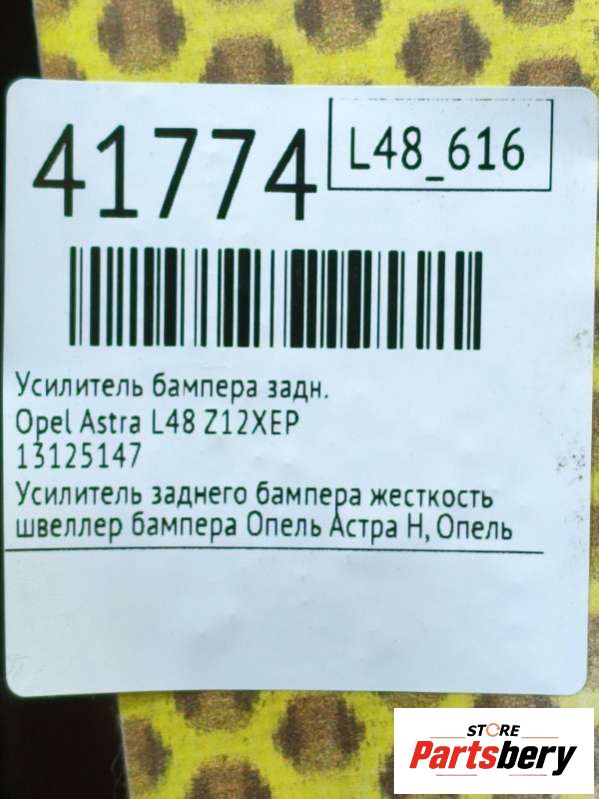 41774
L48_616
Усилитель бампера задн.
Opel Astra L48 Z12XEP
13125147
Усилитель заднего бампера жесткость
швеллер бампера Опель Астра H, Опель
STORE
Partsbery